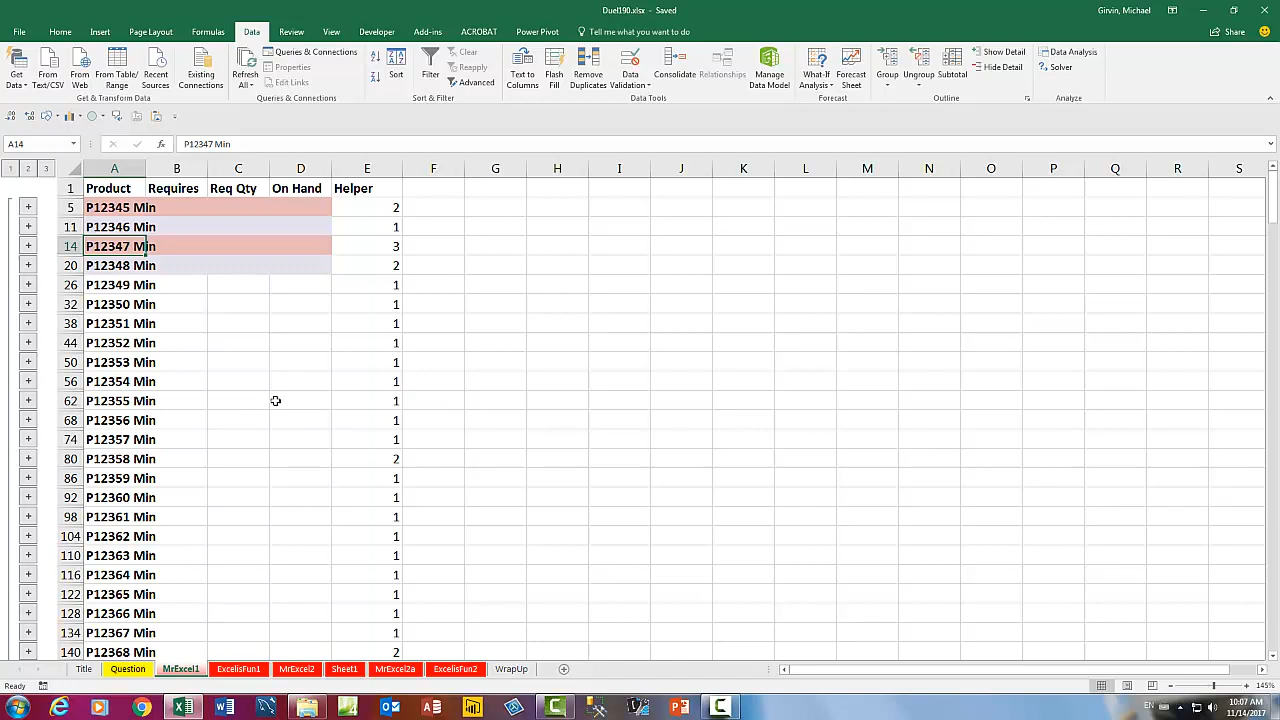 Duel190.xlsx - Saved
Girvin, Michael
File Home Insert Page Layout Formulas Data Review View Developer Add-ins ACROBAT Power Pivot Tell me what you want to do Share
Get Data
From Text/CSV
From Web
From Table/ Range
Recent Sources
Existing Connections
Refresh All
Queries & Connections
Properties
Edit Links
Sort
Filter
Clear
Reapply
Advanced
Text to Columns
Flash Fill
Remove Duplicates
Data Validation
Consolidate
Relationships
Manage Data Model
What-If Analysis
Forecast Sheet
Group
Ungroup
Subtotal
Show Detail
Hide Detail
Data Analysis
Solver
Get & Transform Data Queries & Connections Sort & Filter Data Tools Forecast Outline Analyze
A14 fx P12347 Min
1 2 3 A B C D E F G H I J K L M N O P Q R S
1 Product Requires Req Qty On Hand Helper
5 P12345 Min 2
11 P12346 Min 1
14 P12347 Min 3
20 P12348 Min 2
26 P12349 Min 1
32 P12350 Min 1
38 P12351 Min 1
44 P12352 Min 1
50 P12353 Min 1
56 P12354 Min 1
62 P12355 Min 1
68 P12356 Min 1
74 P12357 Min 1
80 P12358 Min 2
86 P12359 Min 1
92 P12360 Min 1
98 P12361 Min 1
104 P12362 Min 1
110 P12363 Min 1
116 P12364 Min 1
122 P12365 Min 1
128 P12366 Min 1
134 P12367 Min 1
140 P12368 Min 2
Title Question MrExcel1 ExcelisFun1 MrExcel2 Sheet1 MrExcel2a ExcelisFun2 WrapUp
Ready 145%
EN 10:07 AM
11/14/2017